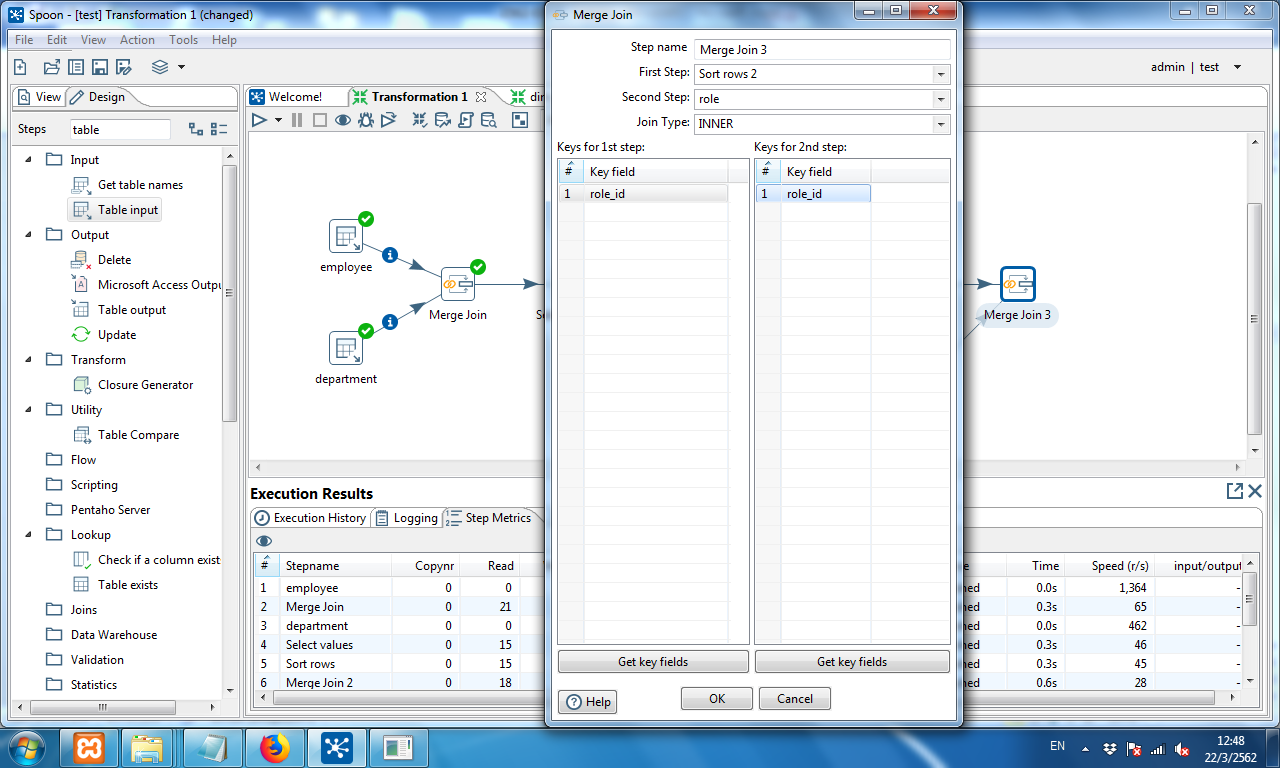 Spoon - [test] Transformation 1 (changed)
File Edit View Action Tools Help
admin | test
View Design
Steps table
Input
Get table names
Table input
Output
Delete
Microsoft Access Outpu
Table output
Update
Transform
Closure Generator
Utility
Table Compare
Flow
Scripting
Pentaho Server
Lookup
Check if a column exist
Table exists
Joins
Data Warehouse
Validation
Statistics
Welcome! Transformation 1 din
employee
department
Merge Join
Se
Merge Join 3
Merge Join
Step name Merge Join 3
First Step: Sort rows 2
Second Step: role
Join Type: INNER
Keys for 1st step: Keys for 2nd step:
# Key field # Key field
1 role_id 1 role_id
Get key fields Get key fields
Help OK Cancel
Execution Results
Execution History Logging Step Metrics
# Stepname Copynr Read Time Speed (r/s) input/output
1 employee 0 0 ned 0.0s 1,364 -
2 Merge Join 0 21 ned 0.3s 65 -
3 department 0 0 ned 0.0s 462 -
4 Select values 0 15 ned 0.3s 46 -
5 Sort rows 0 15 ned 0.3s 45 -
6 Merge Join 2 0 18 ned 0.6s 28 -
EN 12:48
22/3/2562